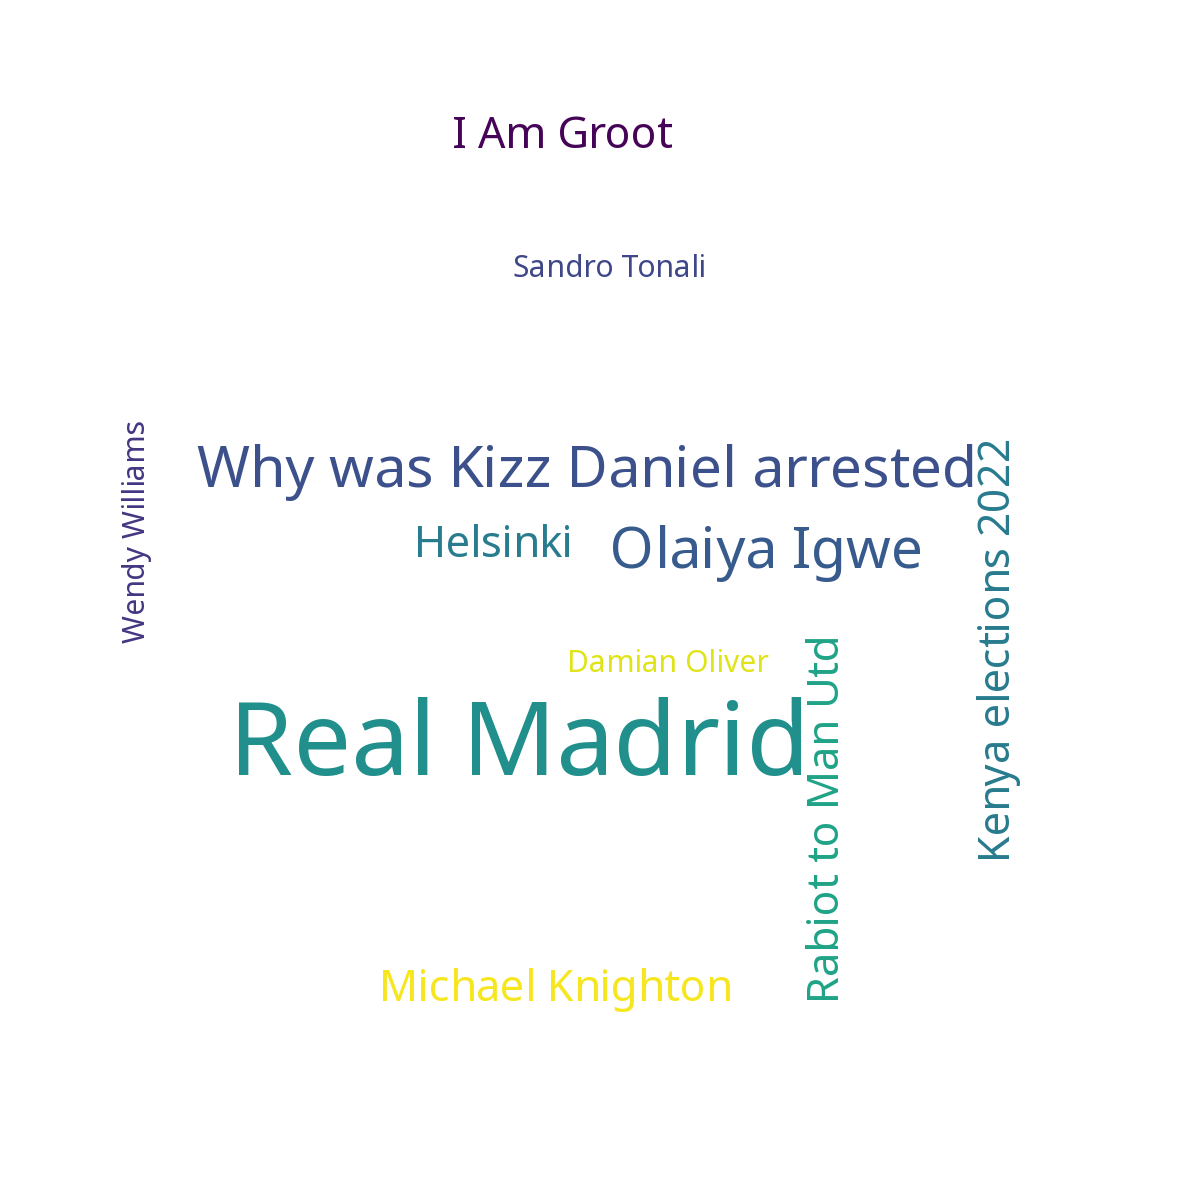 I Am Groot
Sandro Tonali
Wendy Williams
Why was Kizz Daniel arrested
Kenya elections 2022
Helsinki
Olaiya Igwe
Damian Oliver
Rabiot to Man Utd
Real Madrid
Michael Knighton